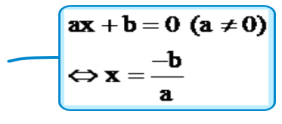 ax + b = 0 (a ≠ 0)
⇔ x = −b/a